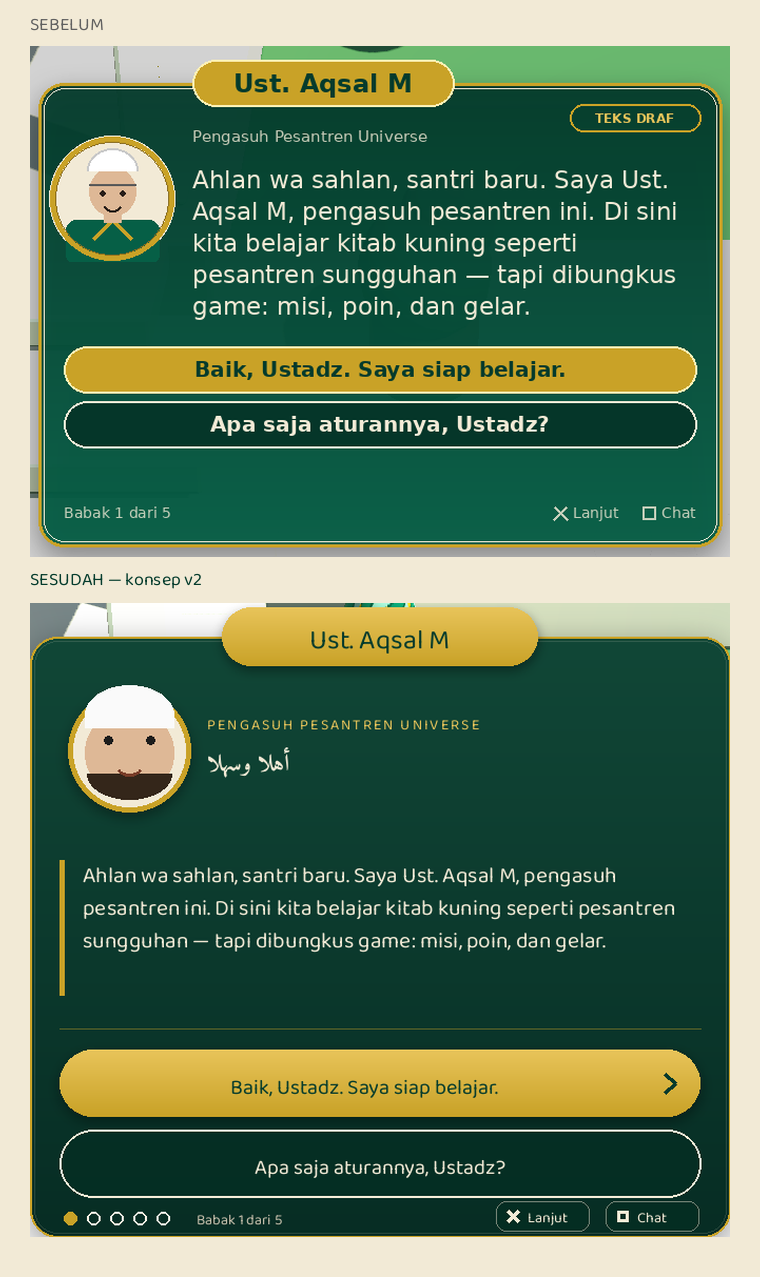 SEBELUM
Ust. Aqsal M
TEKS DRAF
Pengasuh Pesantren Universe
Ahlan wa sahlan, santri baru. Saya Ust.
Aqsal M, pengasuh pesantren ini. Di sini
kita belajar kitab kuning seperti
pesantren sungguhan — tapi dibungkus
game: misi, poin, dan gelar.
Baik, Ustadz. Saya siap belajar.
Apa saja aturannya, Ustadz?
Babak 1 dari 5
Lanjut
Chat
SESUDAH — konsep v2
Ust. Aqsal M
PENGASUH PESANTREN UNIVERSE
أهلا وسهلا
Ahlan wa sahlan, santri baru. Saya Ust. Aqsal M, pengasuh
pesantren ini. Di sini kita belajar kitab kuning seperti pesantren
sungguhan — tapi dibungkus game: misi, poin, dan gelar.
Baik, Ustadz. Saya siap belajar.
Apa saja aturannya, Ustadz?
Babak 1 dari 5
Lanjut
Chat